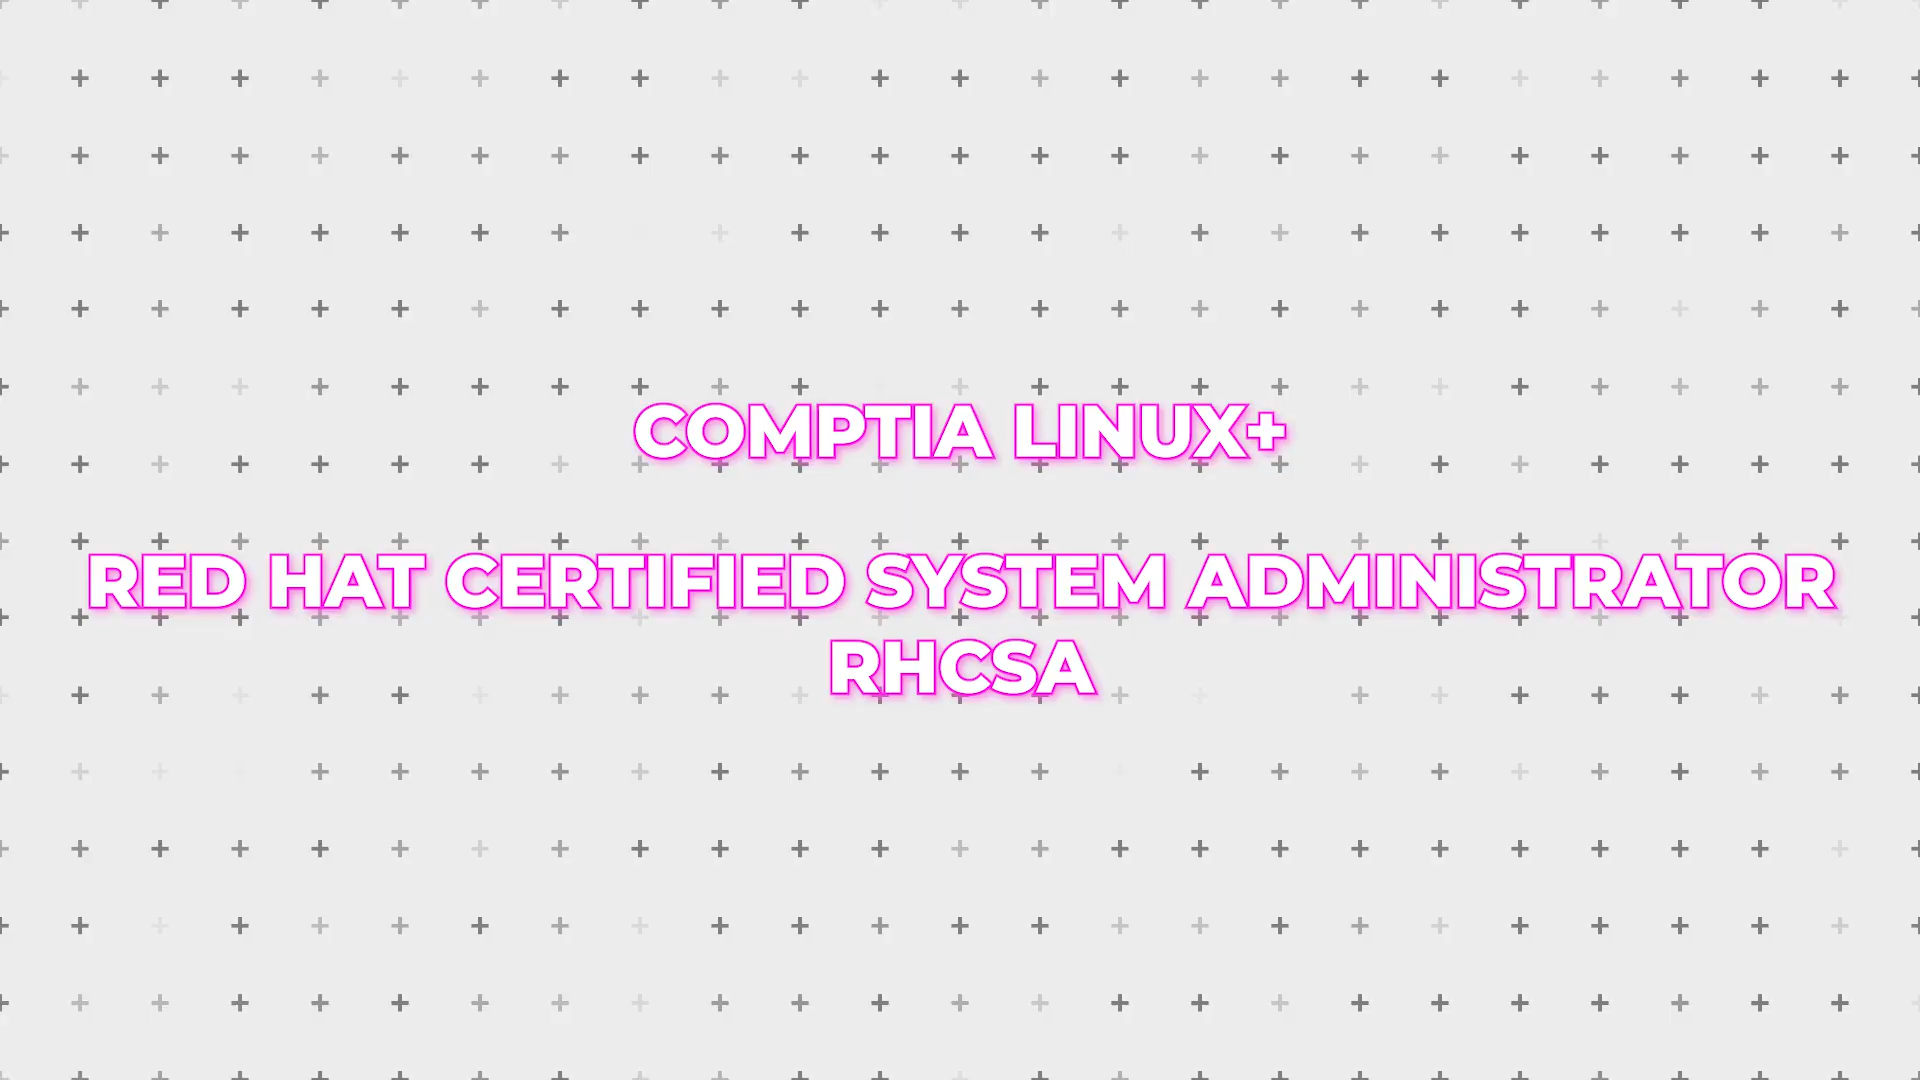 COMPTIA LINUX+
RED HAT CERTIFIED SYSTEM ADMINISTRATOR
RHCSA